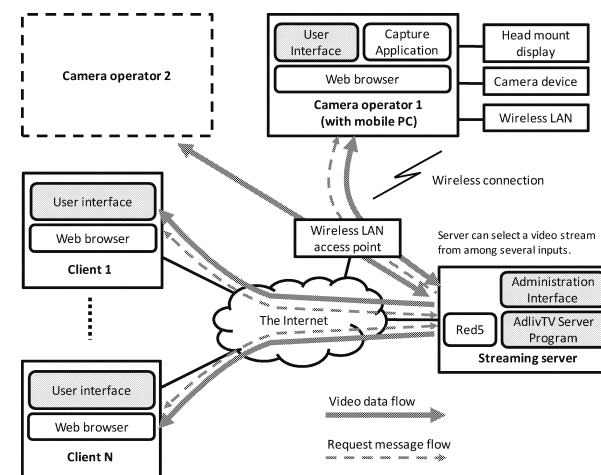 Camera operator 2
User
Interface
Capture
Application
Web browser
Camera operator 1
(with mobile PC)
Head mount
display
Camera device
Wireless LAN
Wireless connection
User interface
Web browser
Client 1
Wireless LAN
access point
Server can select a video stream
from among several inputs.
The Internet
Administration
Interface
Red5
AdlivTV Server
Program
Streaming server
User interface
Web browser
Client N
Video data flow
Request message flow